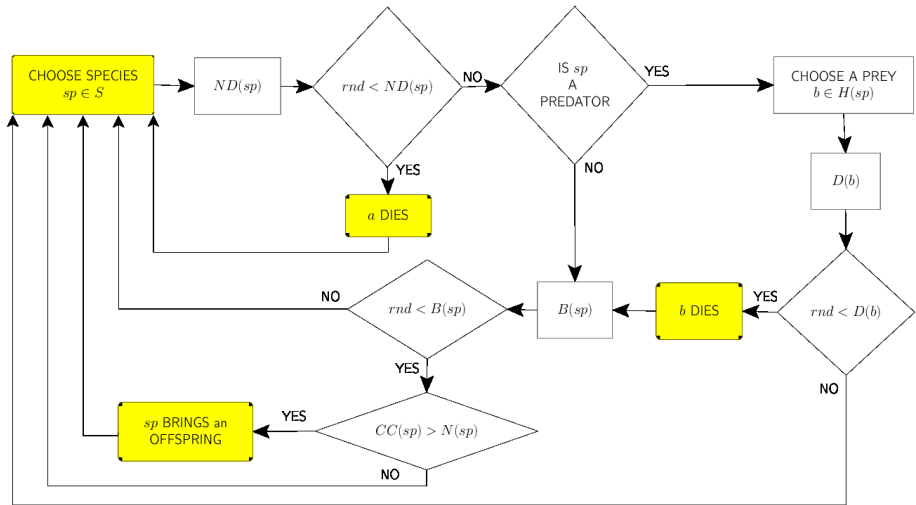 CHOOSE SPECIES
sp ∈ S
ND(sp)
rnd < ND(sp)
NO
IS sp
A
PREDATOR
YES
CHOOSE A PREY
b ∈ H(sp)
YES
NO
D(b)
a DIES
NO
rnd < B(sp)
B(sp)
b DIES
YES
rnd < D(b)
YES
NO
sp BRINGS an
OFFSPRING
YES
CC(sp) > N(sp)
NO